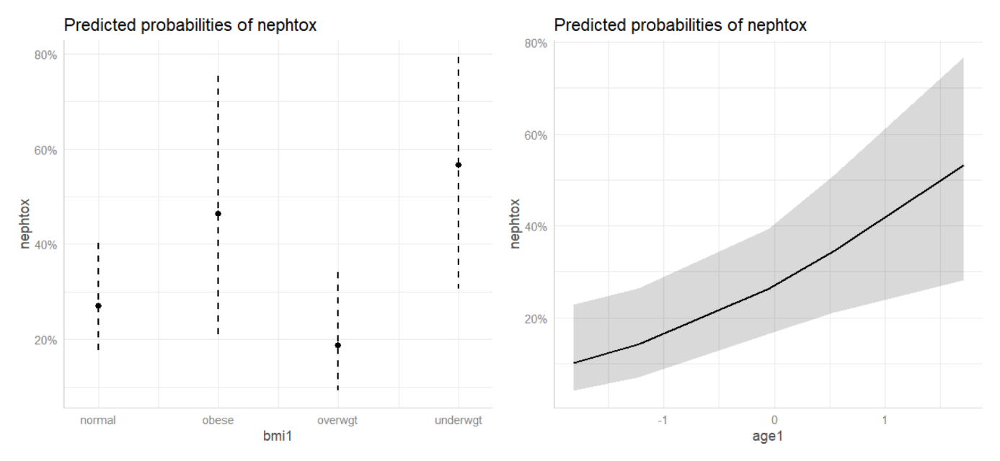 Predicted probabilities of nephtox
80%
60%
40%
20%
nephtox
normal
obese
overwgt
underwgt
bmi1
Predicted probabilities of nephtox
80%
60%
40%
20%
nephtox
-1
0
1
age1